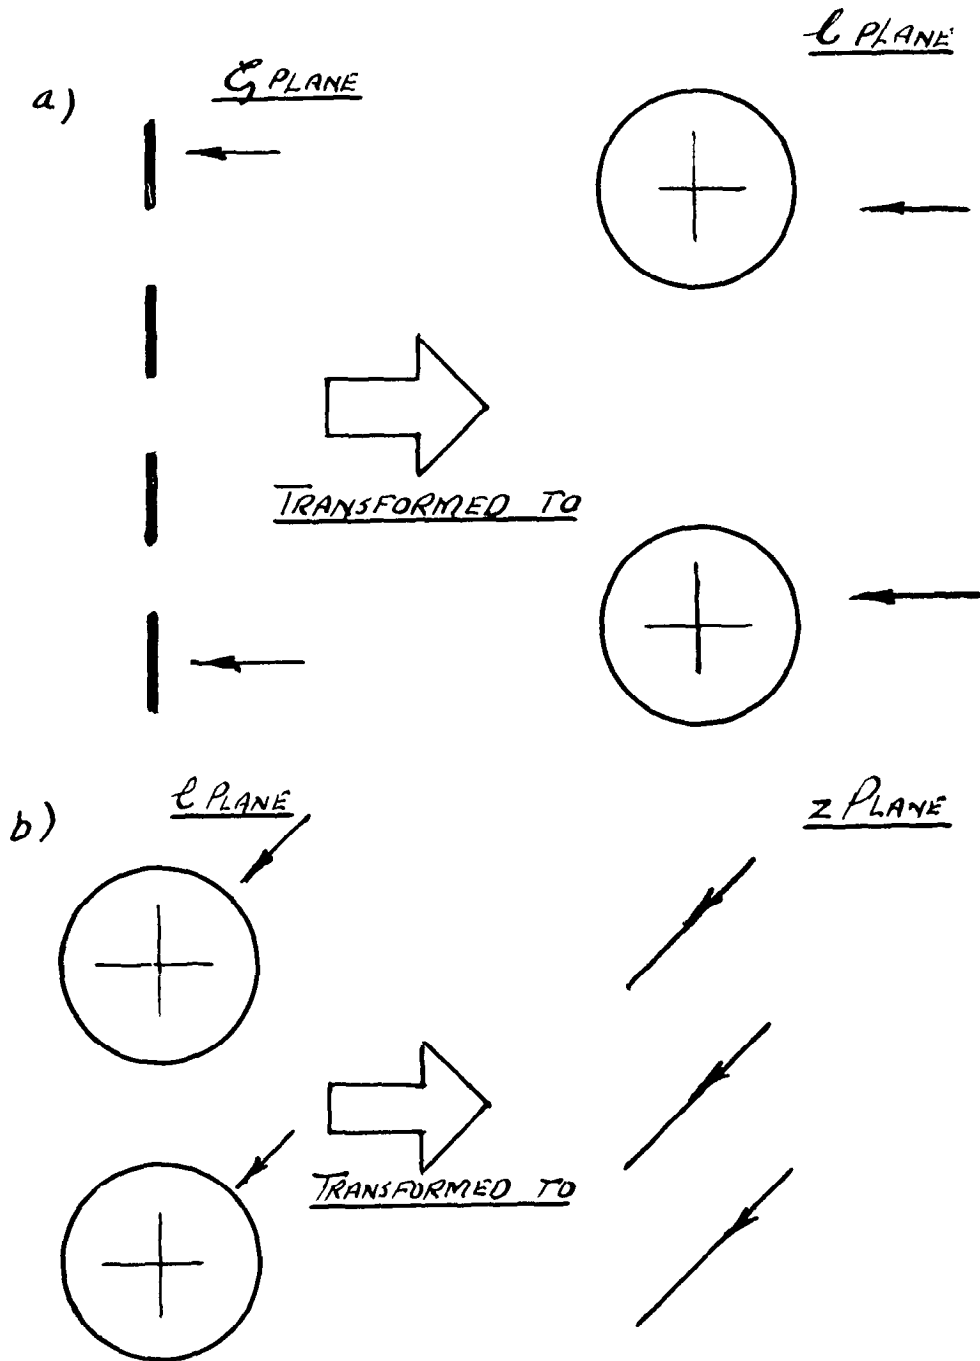 a)
ζ PLANE
ℓ PLANE
TRANSFORMED TO
b)
ℓ PLANE
z PLANE
TRANSFORMED TO